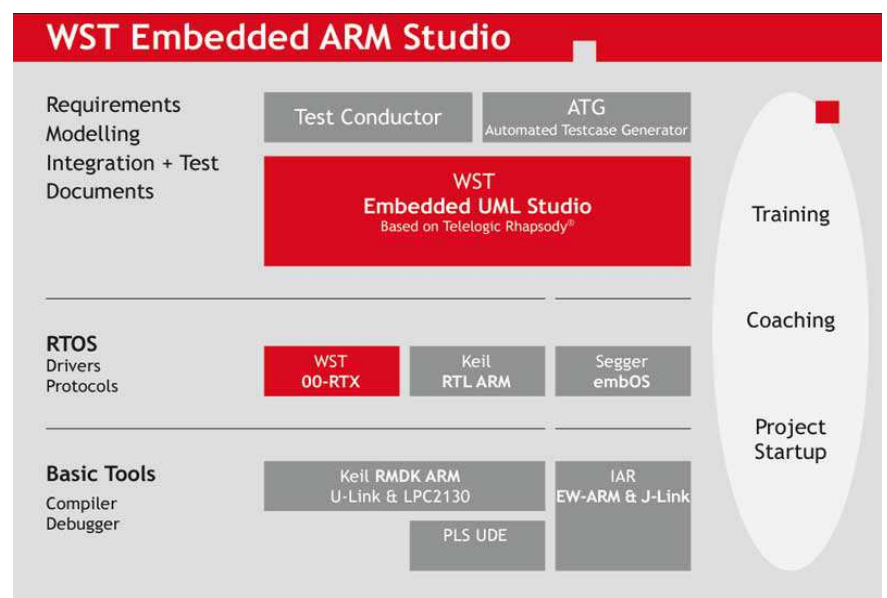 WST Embedded ARM Studio
Requirements
Modelling
Integration + Test
Documents
Test Conductor
ATG
Automated Testcase Generator
WST
Embedded UML Studio
Based on Telelogic Rhapsody®
RTOS
Drivers
Protocols
WST
00-RTX
Keil
RTL ARM
Segger
embOS
Basic Tools
Compiler
Debugger
Keil RMDK ARM
U-Link & LPC2130
PLS UDE
IAR
EW-ARM & J-Link
Training
Coaching
Project
Startup